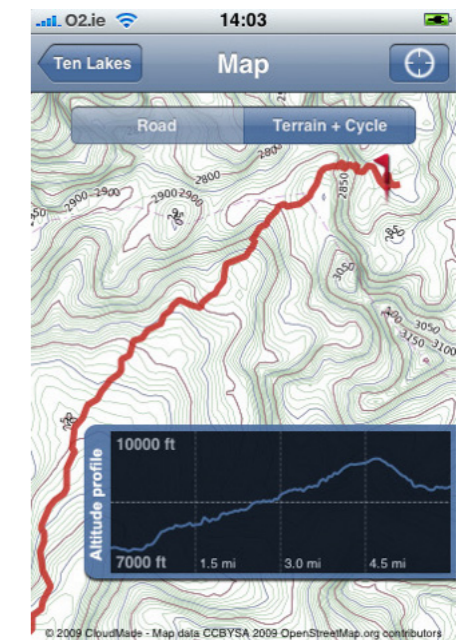 O2.ie 14:03
Ten Lakes Map
Road Terrain + Cycle
2800
2900 2900 2900 2900
2850
3050
3050
3150 3100
10000 ft
Altitude profile
7000 ft 1.5 mi 3.0 mi 4.5 mi
© 2009 CloudMade - Map data CCBYSA 2009 OpenStreetMap.org contributors